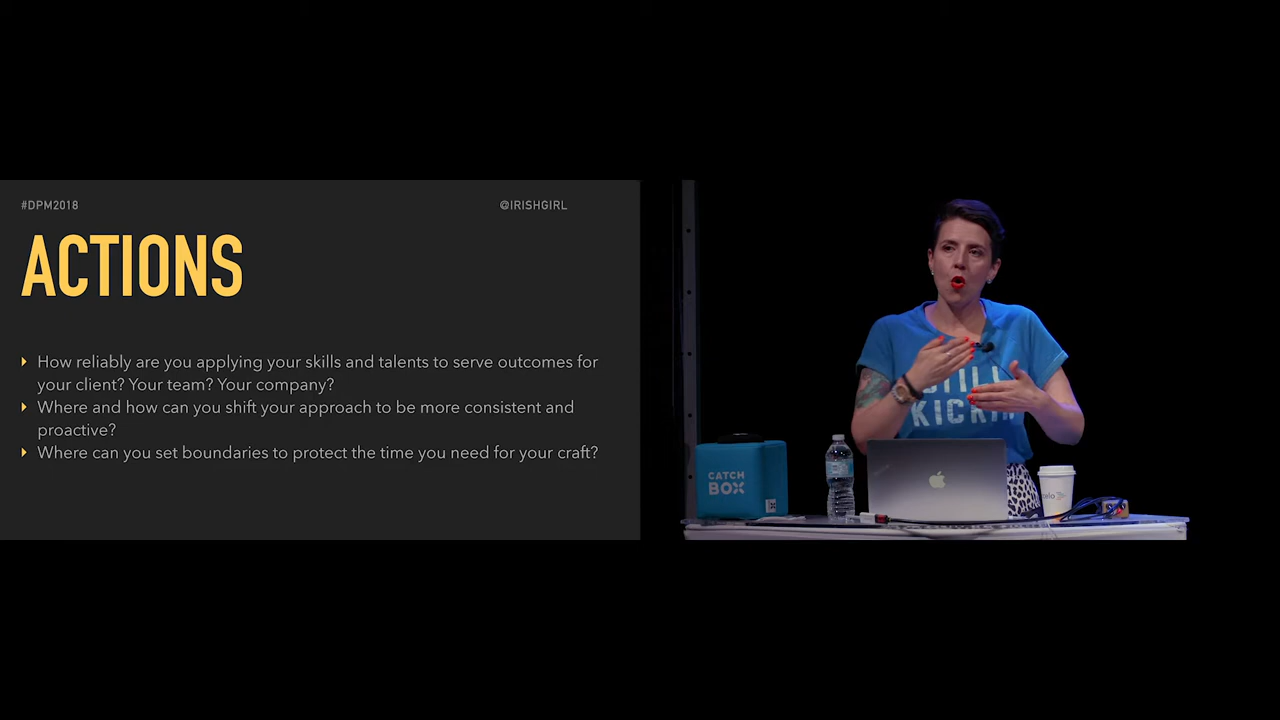 #DPM2018
@IRISHGIRL
ACTIONS
How reliably are you applying your skills and talents to serve outcomes for
your client? Your team? Your company?
Where and how can you shift your approach to be more consistent and
proactive?
Where can you set boundaries to protect the time you need for your craft?
STILL
KICKIN
CATCH
BOX